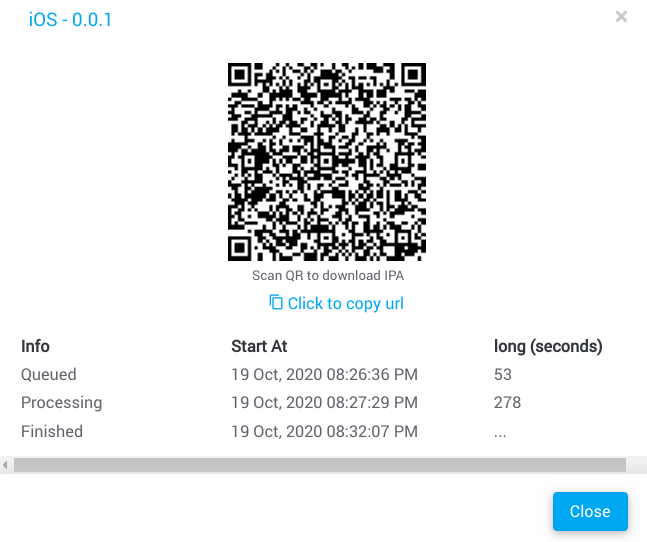 iOS - 0.0.1 ×
Scan QR to download IPA
Click to copy url
Info Start At long (seconds)
Queued 19 Oct, 2020 08:26:36 PM 53
Processing 19 Oct, 2020 08:27:29 PM 278
Finished 19 Oct, 2020 08:32:07 PM ...
Close